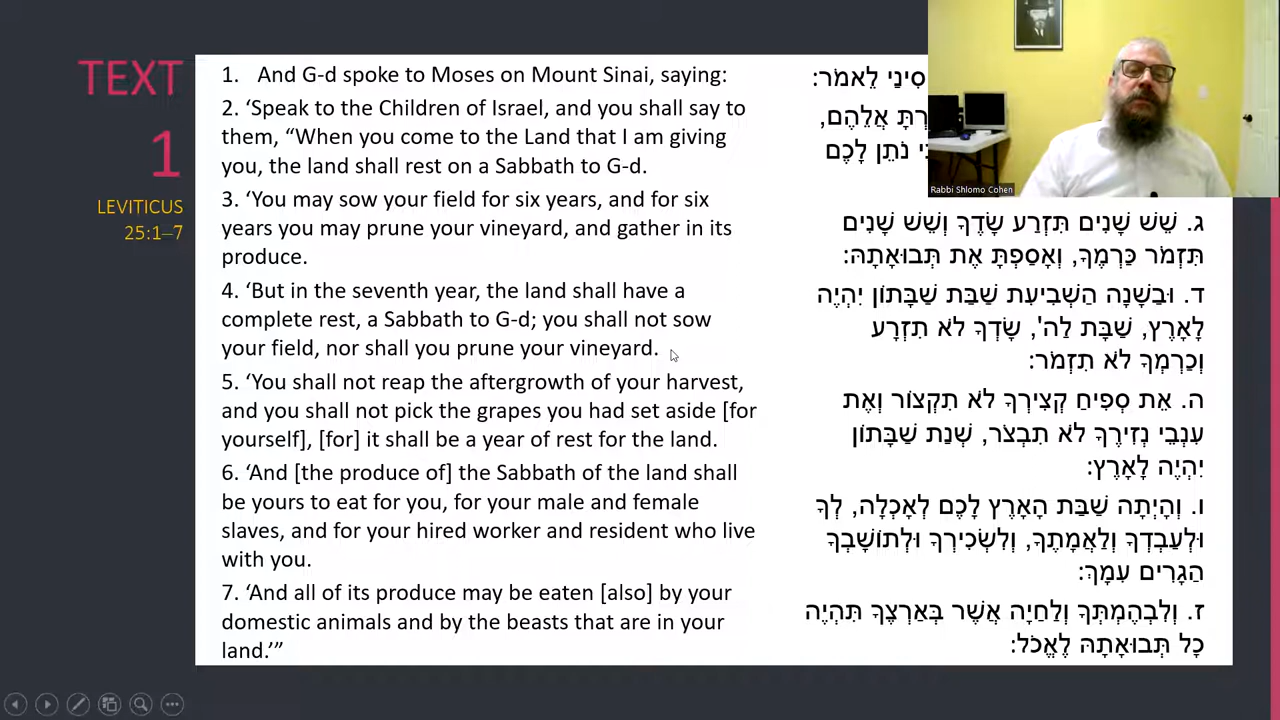 TEXT
1
LEVITICUS
25:1–7
1. And G-d spoke to Moses on Mount Sinai, saying:
2. ‘Speak to the Children of Israel, and you shall say to
them, “When you come to the Land that I am giving
you, the land shall rest on a Sabbath to G-d.
3. ‘You may sow your field for six years, and for six
years you may prune your vineyard, and gather in its
produce.
4. ‘But in the seventh year, the land shall have a
complete rest, a Sabbath to G-d; you shall not sow
your field, nor shall you prune your vineyard.
5. ‘You shall not reap the aftergrowth of your harvest,
and you shall not pick the grapes you had set aside [for
yourself], [for] it shall be a year of rest for the land.
6. ‘And [the produce of] the Sabbath of the land shall
be yours to eat for you, for your male and female
slaves, and for your hired worker and resident who live
with you.
7. ‘And all of its produce may be eaten [also] by your
domestic animals and by the beasts that are in your
land.’”
סִינַי לֵאמֹר:
אֲלֵהֶם,
נֹתֵן לָכֶם
ג. שֵׁשׁ שָׁנִים תִּזְרַע שָׂדֶךָ וְשֵׁשׁ שָׁנִים
תִּזְמֹר כַּרְמֶךָ, וְאָסַפְתָּ אֶת תְּבוּאָתָהּ:
ד. וּבַשָּׁנָה הַשְּׁבִיעִת שַׁבַּת שַׁבָּתוֹן יִהְיֶה
לָאָרֶץ, שַׁבָּת לַה', שָׂדְךָ לֹא תִזְרָע
וְכַרְמְךָ לֹא תִזְמֹר:
ה. אֵת סְפִיחַ קְצִירְךָ לֹא תִקְצוֹר וְאֶת
עִנְּבֵי נְזִירֶךָ לֹא תִבְצֹר, שְׁנַת שַׁבָּתוֹן
יִהְיֶה לָאָרֶץ:
ו. וְהָיְתָה שַׁבַּת הָאָרֶץ לָכֶם לְאָכְלָה, לְךָ
וּלְעַבְדְּךָ וְלַאֲמָתֶךָ, וְלִשְׂכִירְךָ וּלְתוֹשָׁבְךָ
הַגָּרִים עִמָּךְ:
ז. וְלִבְהֶמְתְּךָ וְלַחַיָּה אֲשֶׁר בְּאַרְצֶךָ תִּהְיֶה
כָל תְּבוּאָתָהּ לֶאֱכֹל:
Rabbi Shlomo Cohen